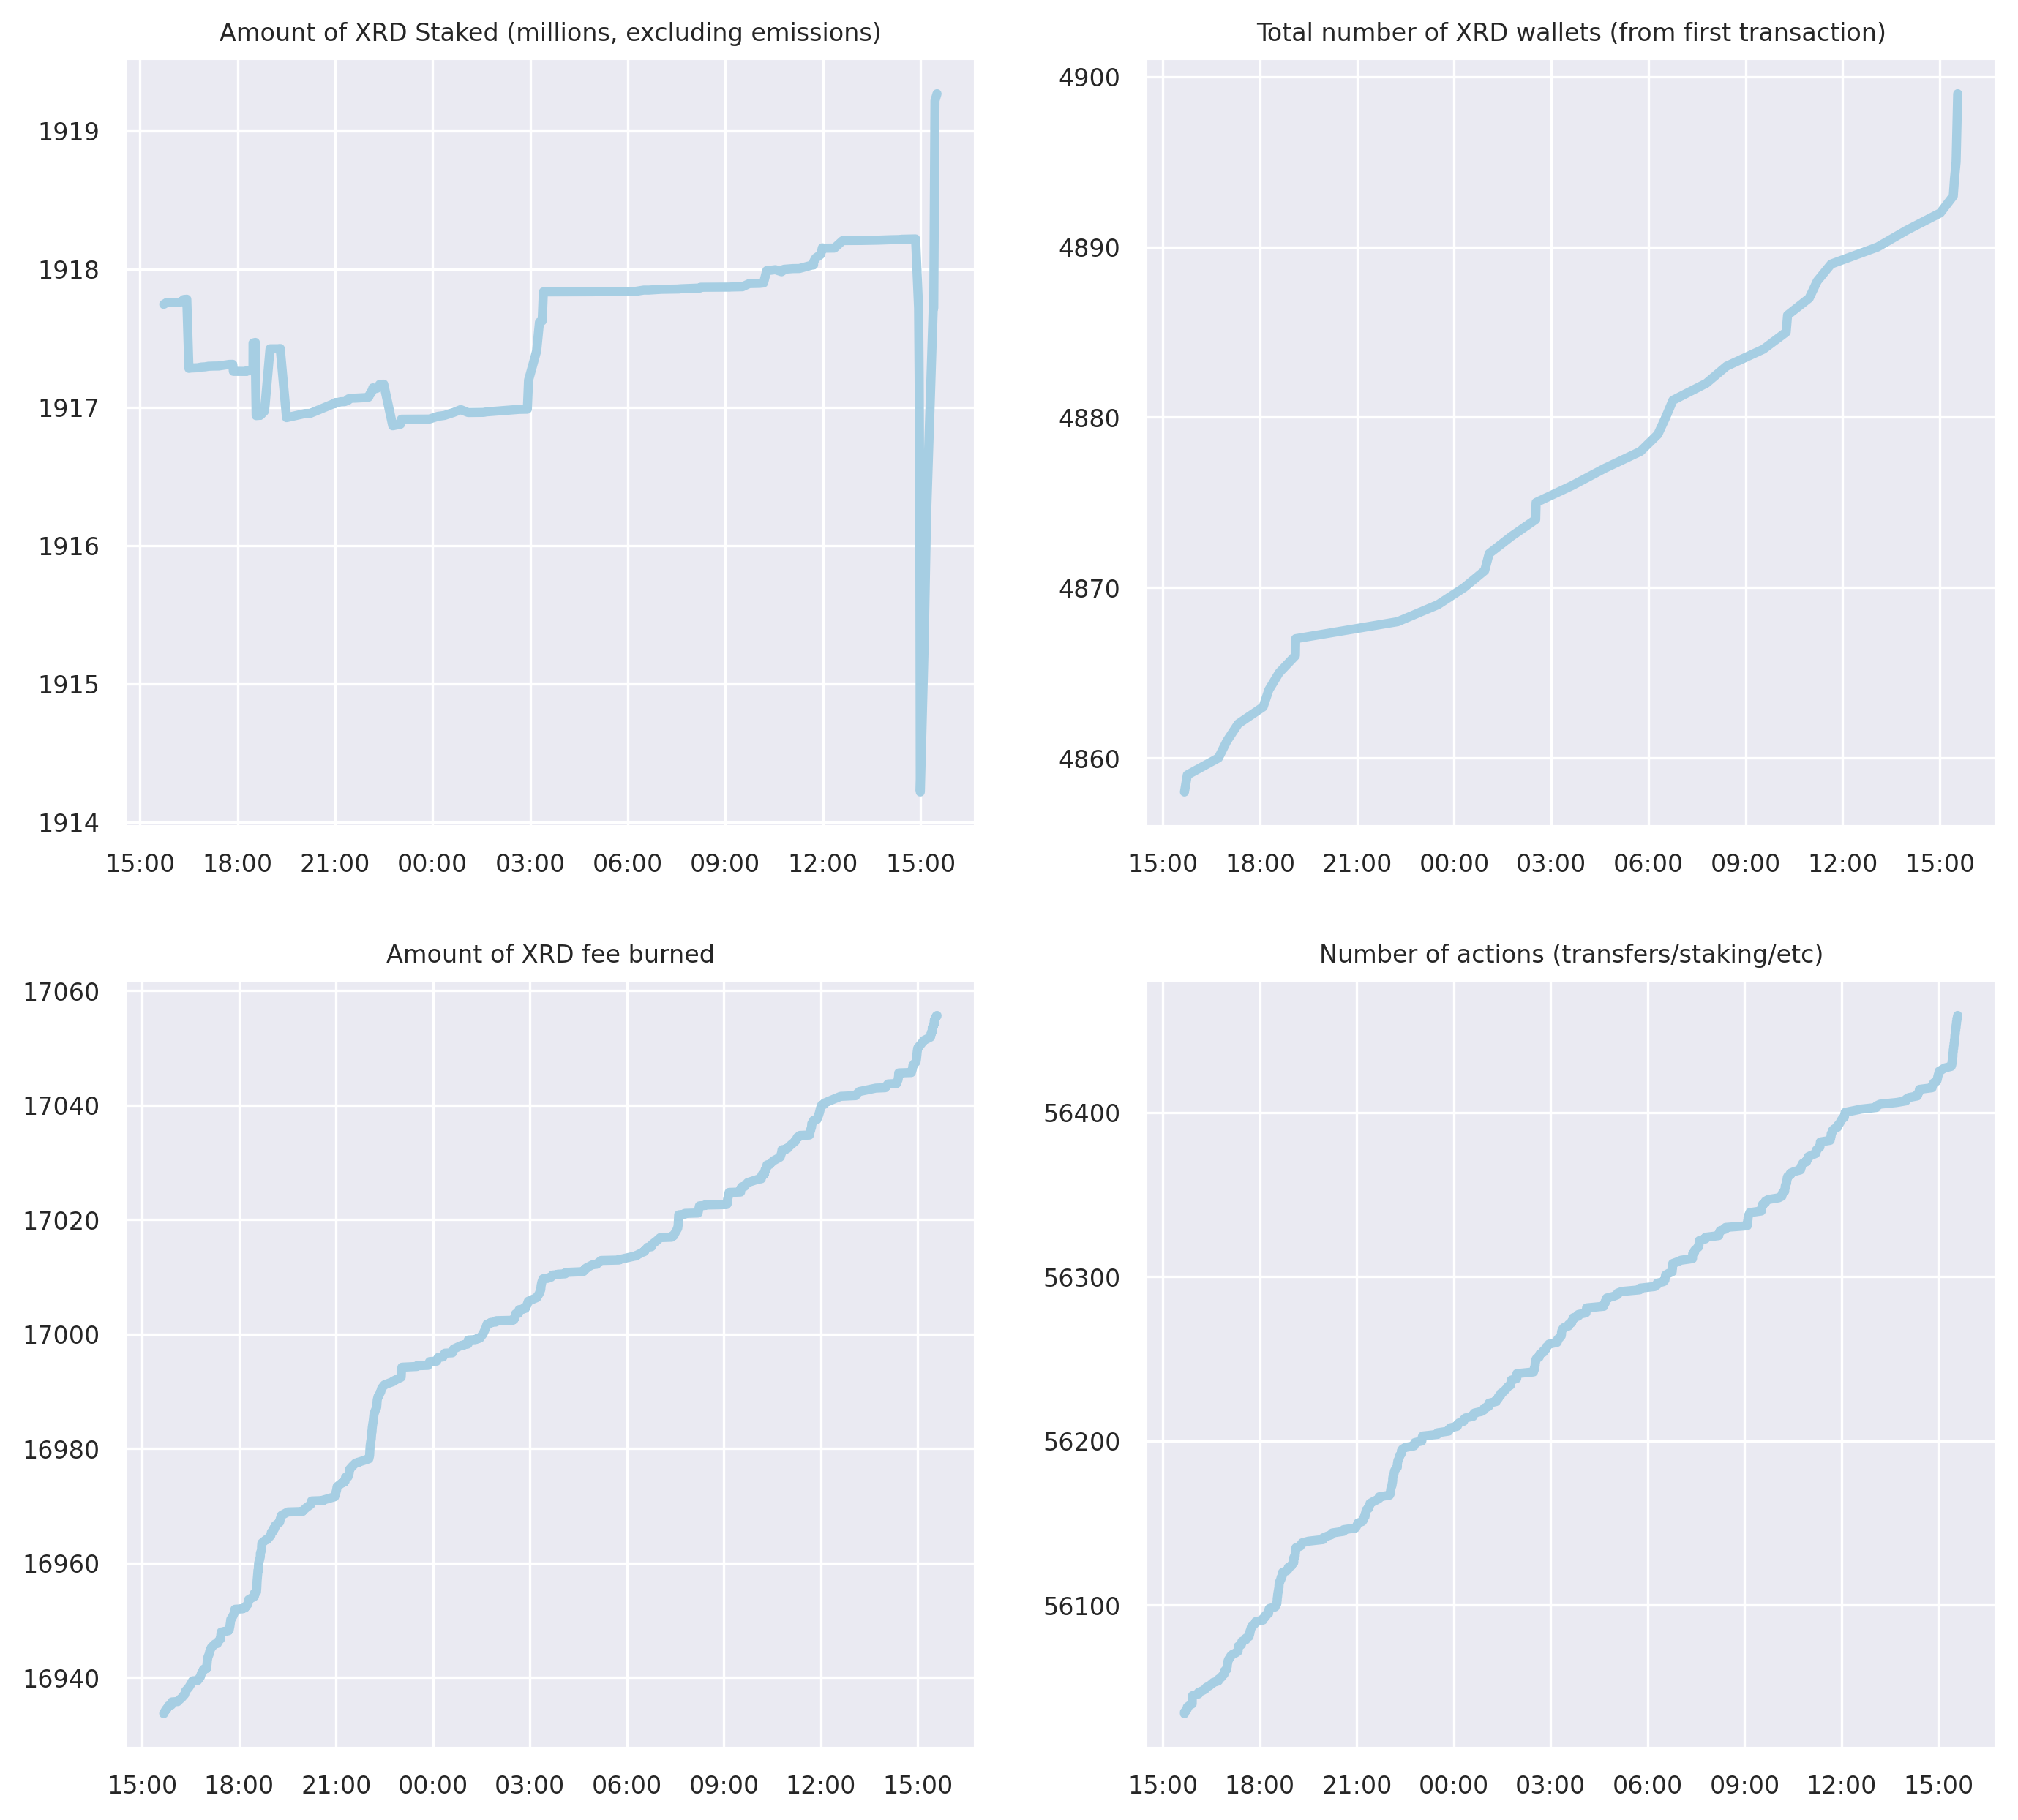 Amount of XRD Staked (millions, excluding emissions)
1919
1918
1917
1916
1915
1914
15:00 18:00 21:00 00:00 03:00 06:00 09:00 12:00 15:00
Total number of XRD wallets (from first transaction)
4900
4890
4880
4870
4860
15:00 18:00 21:00 00:00 03:00 06:00 09:00 12:00 15:00
Amount of XRD fee burned
17060
17040
17020
17000
16980
16960
16940
15:00 18:00 21:00 00:00 03:00 06:00 09:00 12:00 15:00
Number of actions (transfers/staking/etc)
56400
56300
56200
56100
15:00 18:00 21:00 00:00 03:00 06:00 09:00 12:00 15:00